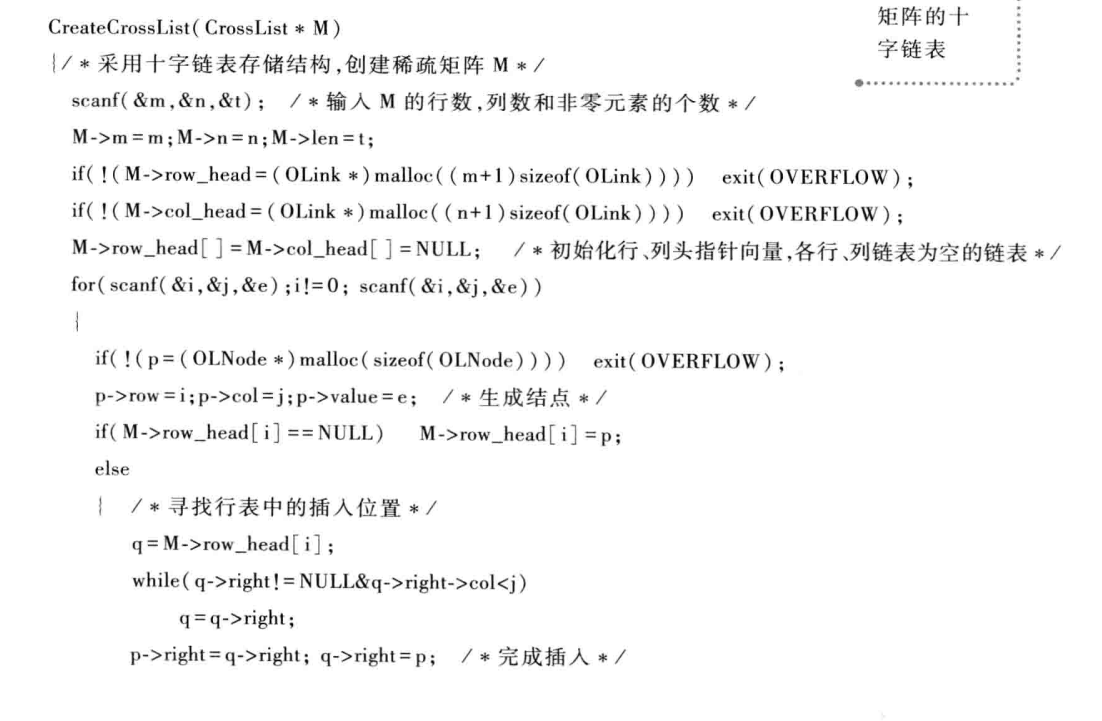 矩阵的十
字链表
CreateCrossList( CrossList * M)
{/ * 采用十字链表存储结构,创建稀疏矩阵 M * /
scanf( &m,&n,&t) ; / * 输入 M 的行数,列数和非零元素的个数 * /
M->m=m;M->n=n;M->len=t;
if( !( M->row_head=( OLink *)malloc( (m+1)sizeof( OLink) ) ) ) exit( OVERFLOW) ;
if( !( M->col_head=( OLink *)malloc( (n+1)sizeof( OLink) ) ) ) exit( OVERFLOW) ;
M->row_head[ ]=M->col_head[ ]=NULL; / * 初始化行、列头指针向量,各行、列链表为空的链表 * /
for( scanf( &i,&j,&e) ;i!=0; scanf( &i,&j,&e) )
{
if( !( p=( OLNode *)malloc( sizeof( OLNode) ) ) ) exit( OVERFLOW) ;
p->row=i;p->col=j;p->value=e; / * 生成结点 * /
if( M->row_head[ i]==NULL) M->row_head[ i]=p;
else
{ / * 寻找行表中的插入位置 * /
q=M->row_head[ i] ;
while( q->right!=NULL&q->right->col<j)
q=q->right;
p->right=q->right; q->right=p; / * 完成插入 * /